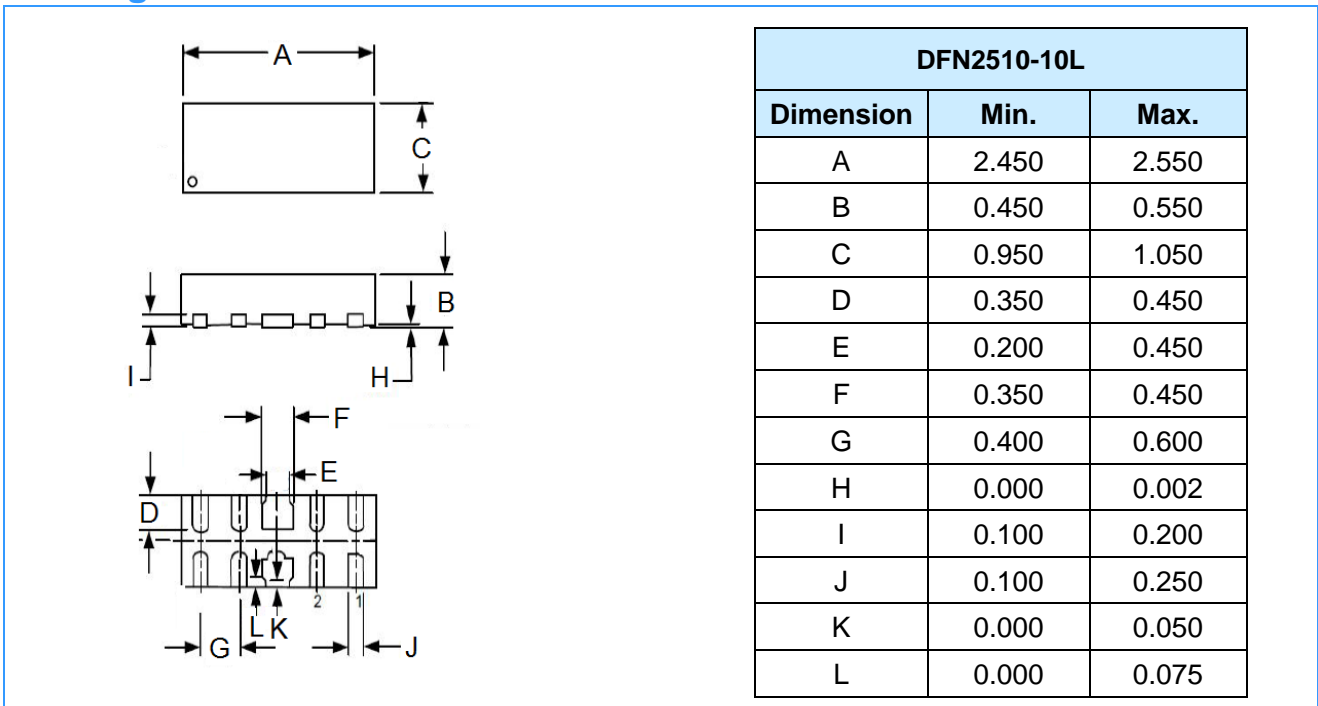 A
C
B
I
H
F
E
D
2
1
L K
G
J
DFN2510-10L
Dimension Min. Max.
A 2.450 2.550
B 0.450 0.550
C 0.950 1.050
D 0.350 0.450
E 0.200 0.450
F 0.350 0.450
G 0.400 0.600
H 0.000 0.002
I 0.100 0.200
J 0.100 0.250
K 0.000 0.050
L 0.000 0.075